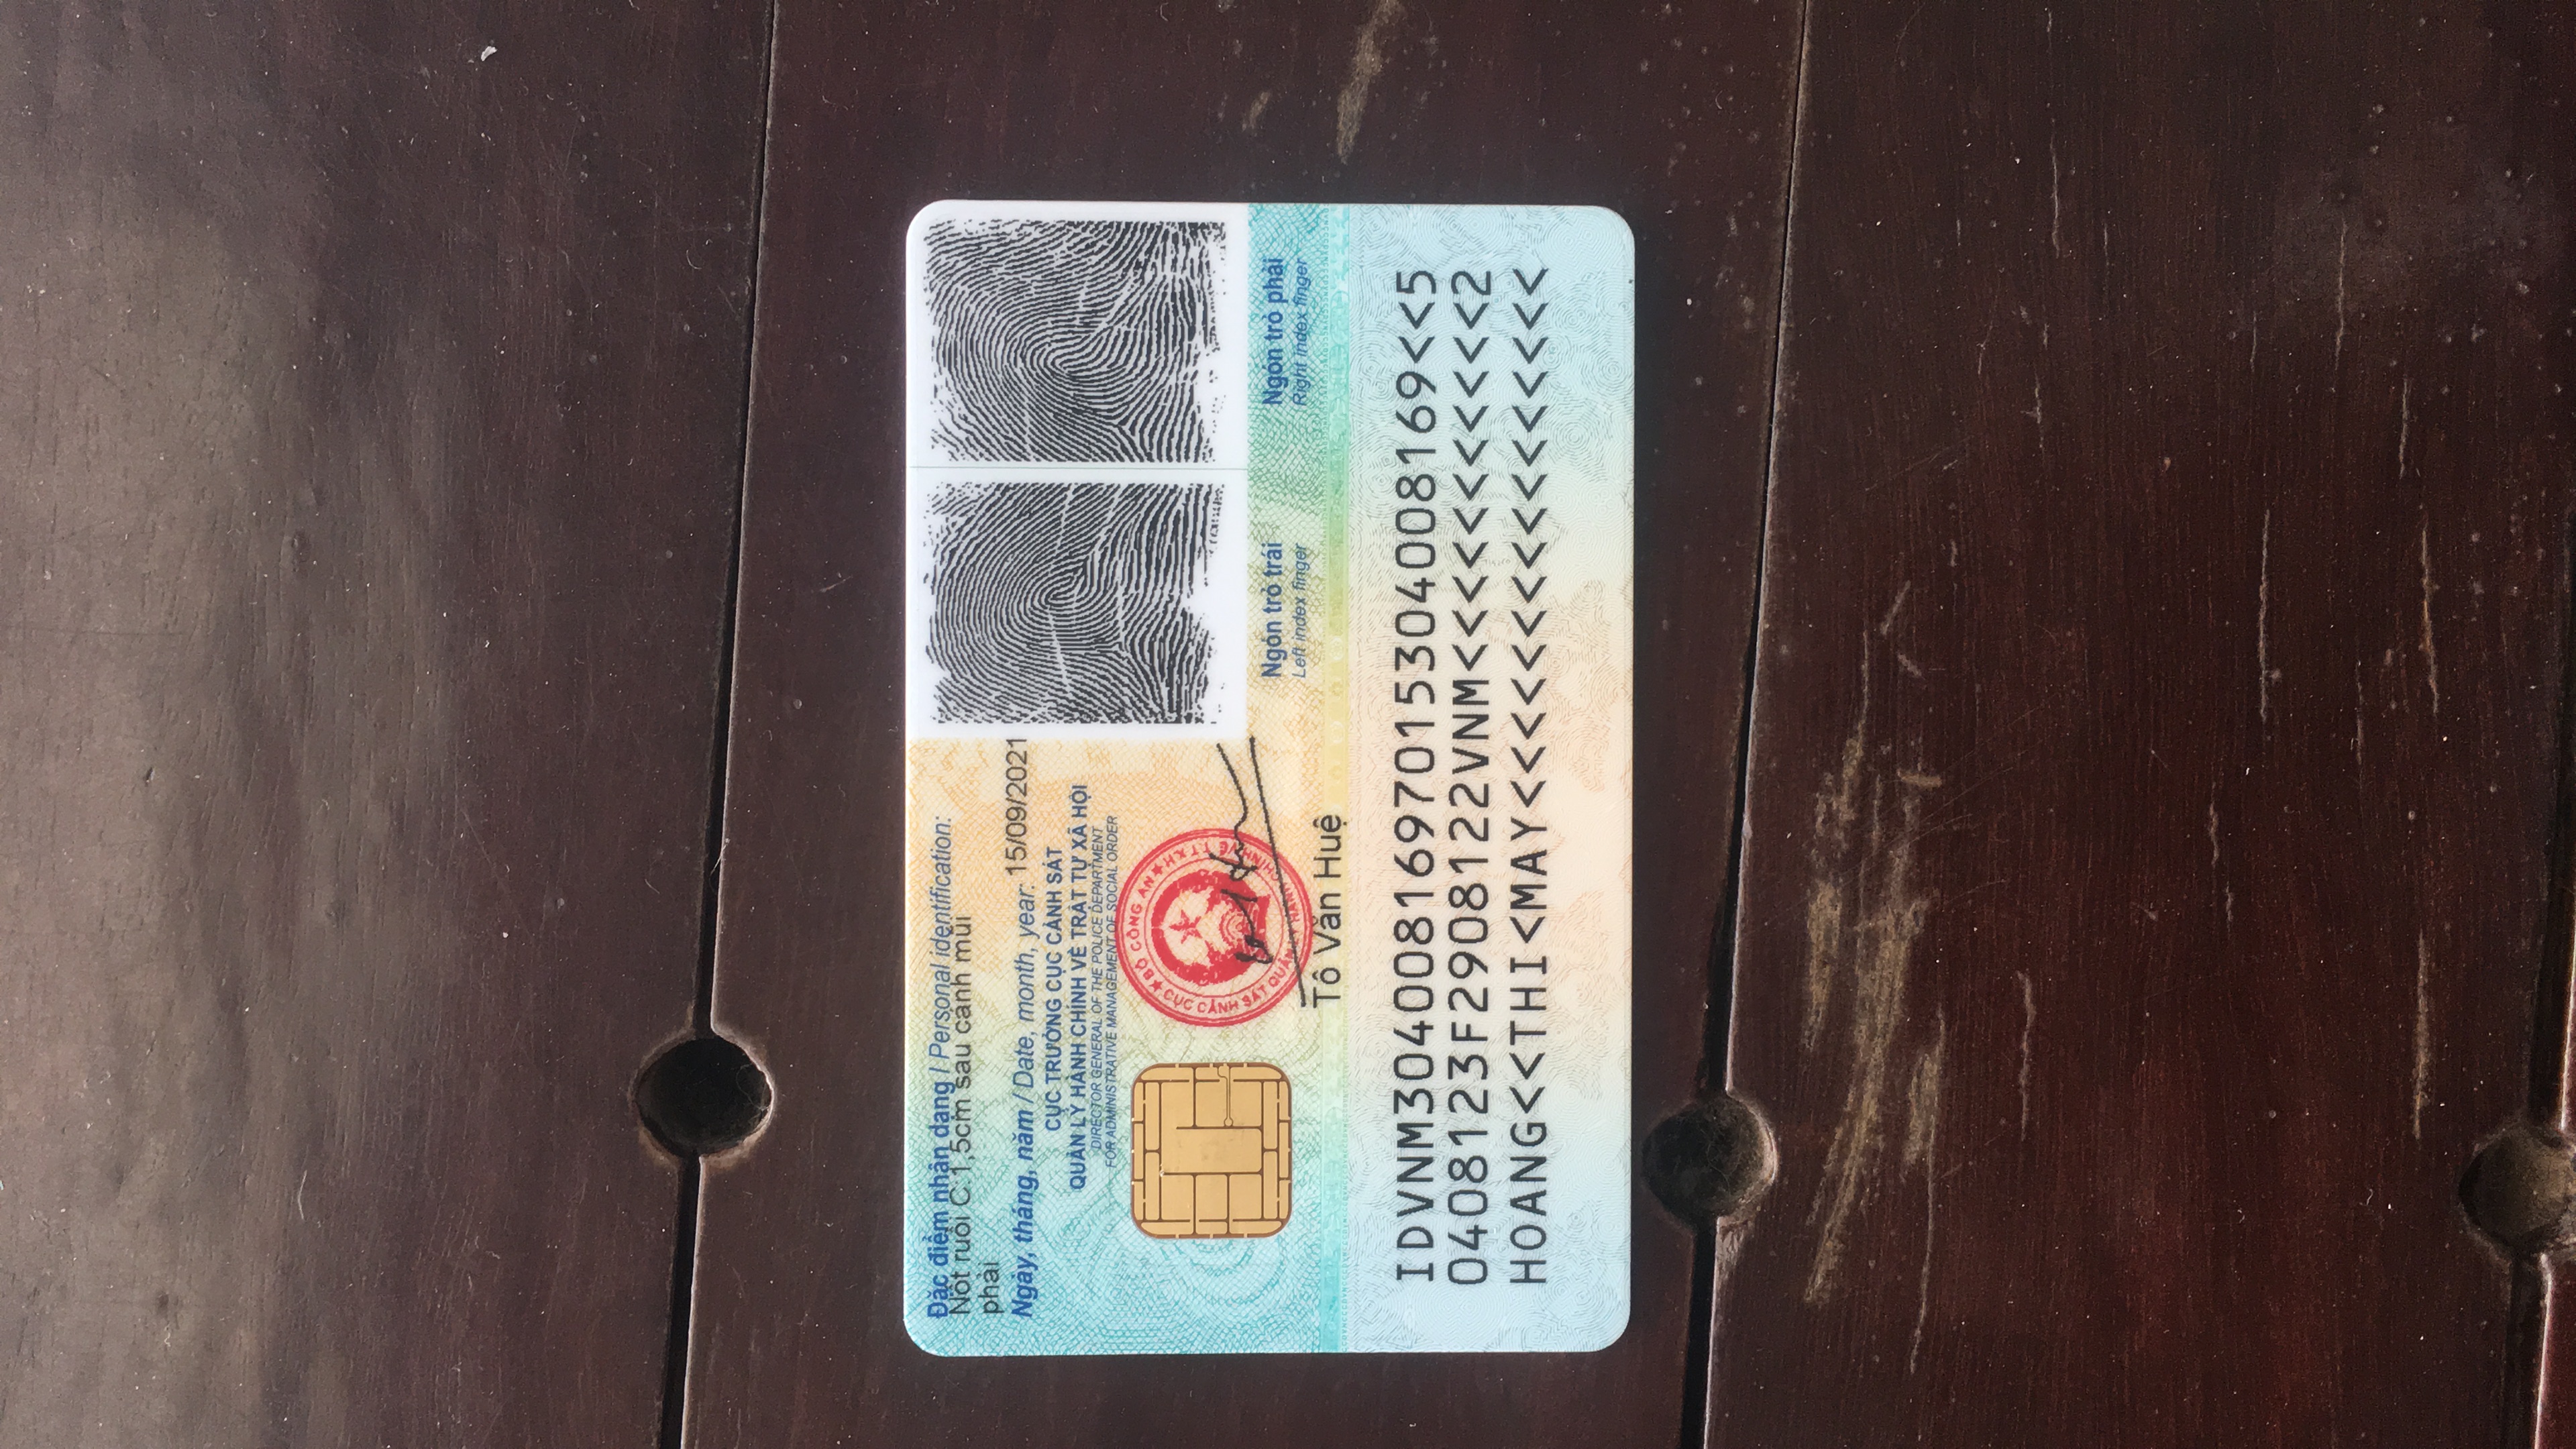 Đặc điểm nhận dạng / Personal identification:
Nốt ruồi C:1,5cm sau cánh mũi
phải
Ngày, tháng, năm / Date, month, year: 15/09/2021
CỤC TRƯỞNG CỤC CẢNH SÁT
QUẢN LÝ HÀNH CHÍNH VỀ TRẬT TỰ XÃ HỘI
DIRECTOR GENERAL OF THE POLICE DEPARTMENT
FOR ADMINISTRATIVE MANAGEMENT OF SOCIAL ORDER
BỘ CÔNG AN
CỤC CẢNH SÁT QUẢN LÝ HÀNH CHÍNH VỀ TTXH
Tô Văn Huệ
Ngón trỏ trái
Left index finger
Ngón trỏ phải
Right index finger
IDVNM3040081697015304008169<<5
0408123F2908122VNM<<<<<<<<<<<2
HOANG<<THI<MAY<<<<<<<<<<<<<<<<